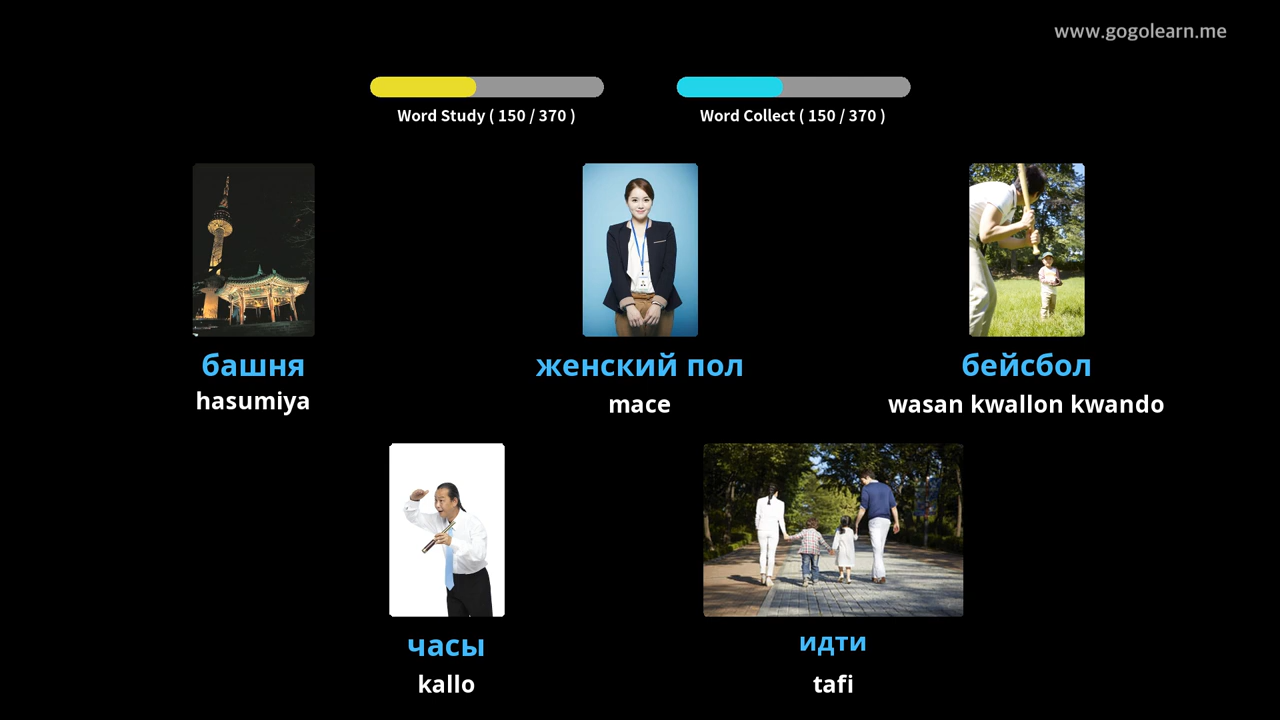 www.gogolearn.me
Word Study ( 150 / 370 )
Word Collect ( 150 / 370 )
башня
hasumiya
женский пол
mace
бейсбол
wasan kwallon kwando
часы
kallo
идти
tafi